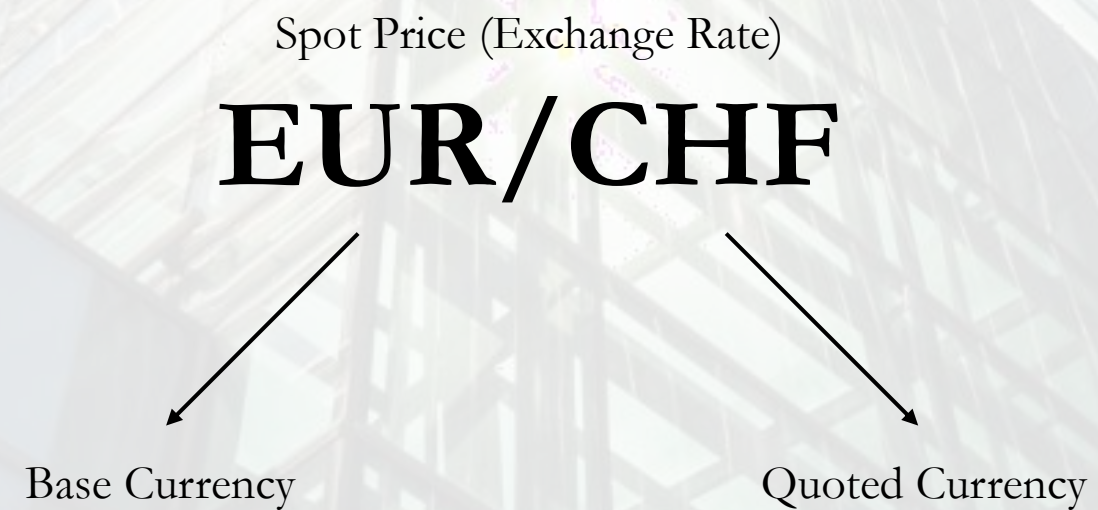 Spot Price (Exchange Rate)
EUR/CHF
Base Currency
Quoted Currency